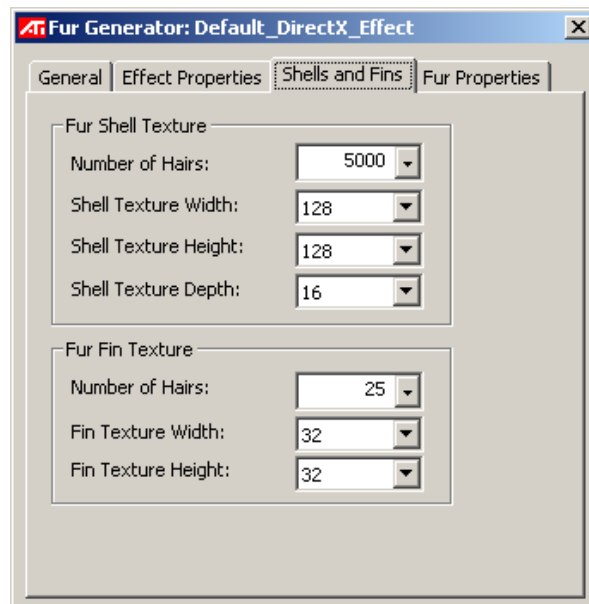 ATi Fur Generator: Default_DirectX_Effect
General Effect Properties Shells and Fins Fur Properties
Fur Shell Texture
Number of Hairs: 5000
Shell Texture Width: 128
Shell Texture Height: 128
Shell Texture Depth: 16
Fur Fin Texture
Number of Hairs: 25
Fin Texture Width: 32
Fin Texture Height: 32